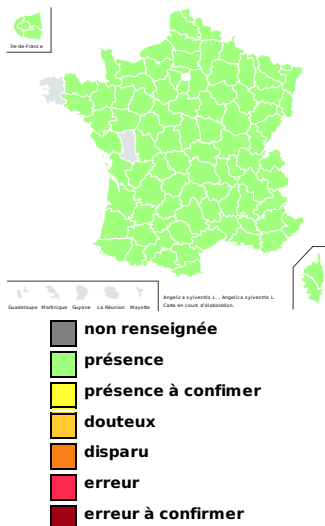 Île-de-France
Guadeloupe Martinique Guyane La Réunion Mayotte
Angelica sylvestris L. , Angelica sylvestris L.
Carte en cours d'élaboration.
non renseignée
présence
présence à confimer
douteux
disparu
erreur
erreur à confirmer